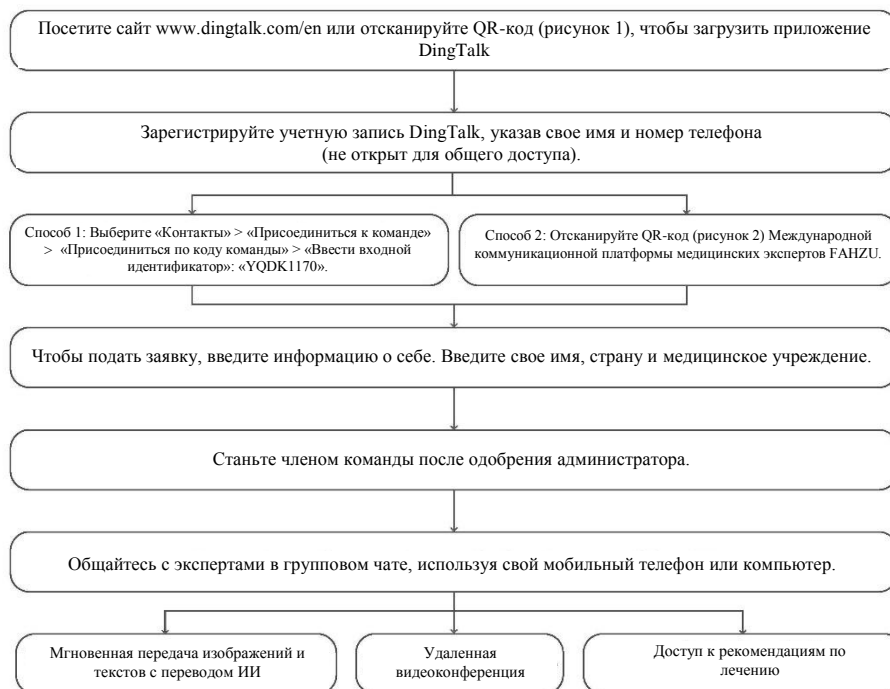 Посетите сайт www.dingtalk.com/en или отсканируйте QR-код (рисунок 1), чтобы загрузить приложение
DingTalk
Зарегистрируйте учетную запись DingTalk, указав свое имя и номер телефона
(не открыт для общего доступа).
Способ 1: Выберите «Контакты» > «Присоединиться к команде»
> «Присоединиться по коду команды» > «Ввести входной
идентификатор»: «YQDK1170».
Способ 2: Отсканируйте QR-код (рисунок 2) Международной
коммуникационной платформы медицинских экспертов FAHZU.
Чтобы подать заявку, введите информацию о себе. Введите свое имя, страну и медицинское учреждение.
Станьте членом команды после одобрения администратора.
Общайтесь с экспертами в групповом чате, используя свой мобильный телефон или компьютер.
Мгновенная передача изображений и
текстов с переводом ИИ
Удаленная
видеоконференция
Доступ к рекомендациям по
лечению